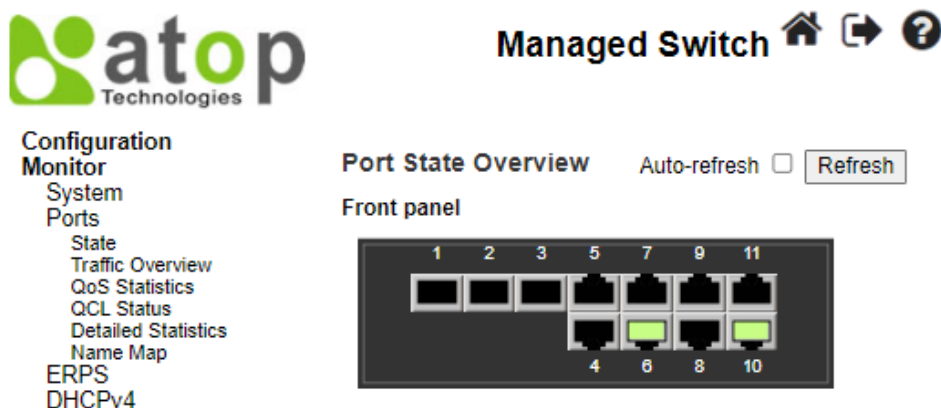 atop
Technologies
Managed Switch
Configuration
Monitor
System
Ports
State
Traffic Overview
QoS Statistics
QCL Status
Detailed Statistics
Name Map
ERPS
DHCPv4
Port State Overview Auto-refresh Refresh
Front panel
1 2 3 5 7 9 11
4 6 8 10